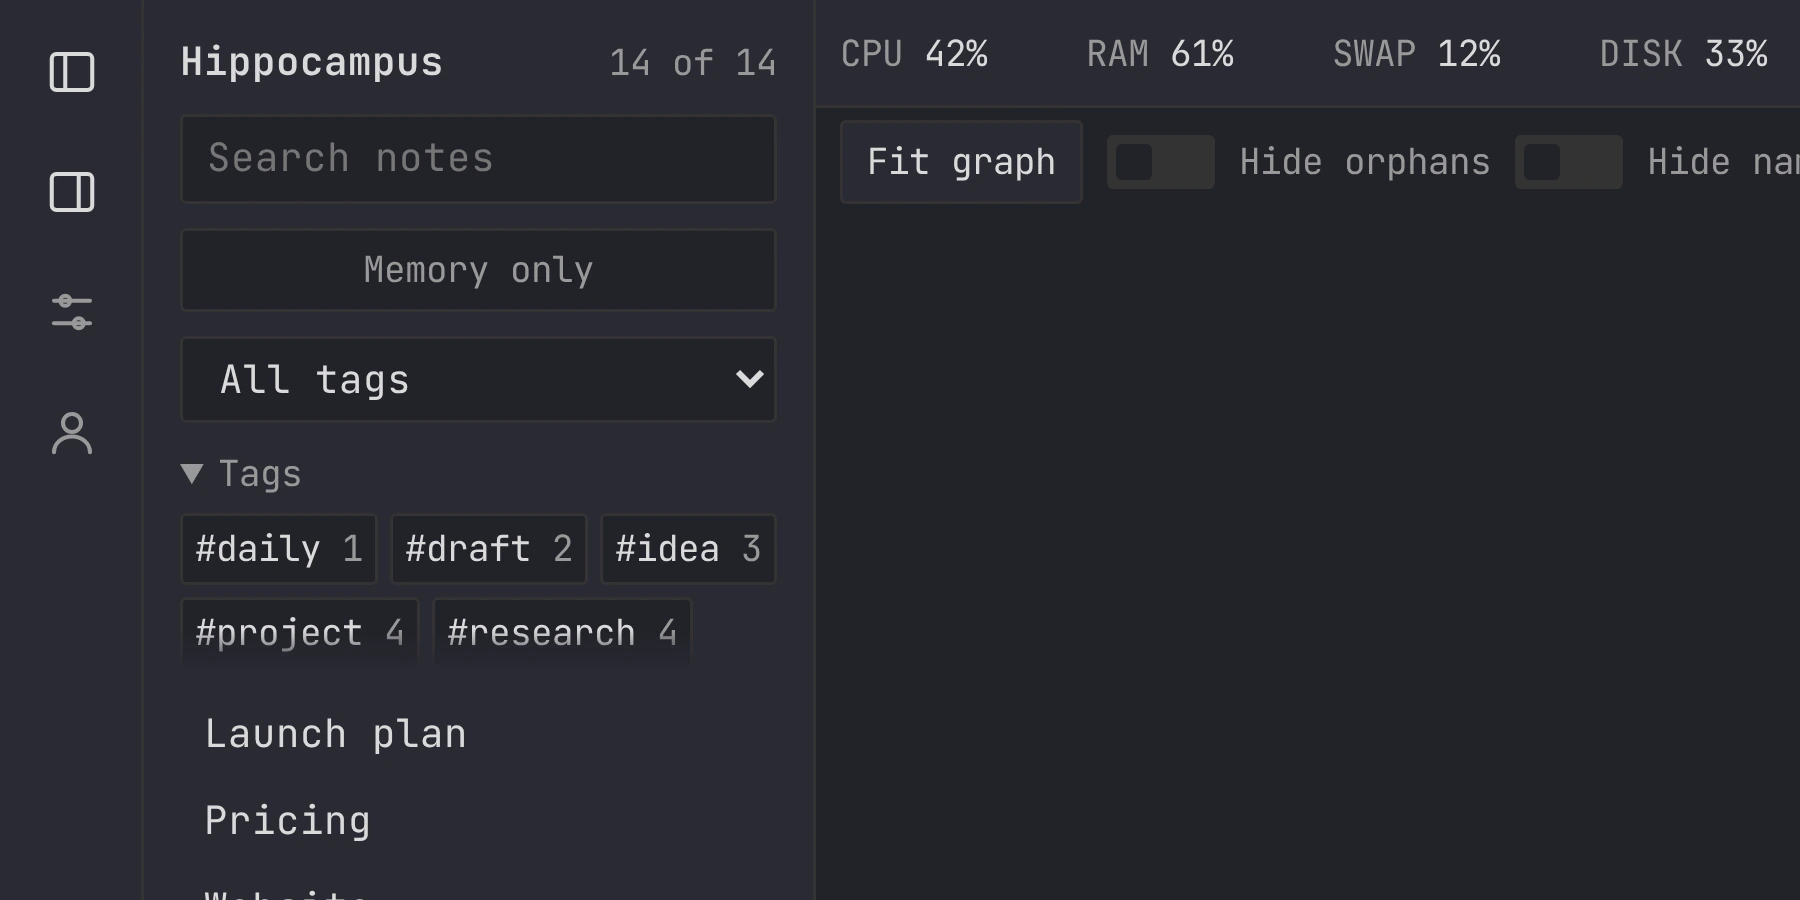 Hippocampus 14 of 14
Search notes
Memory only
All tags
Tags
#daily 1 #draft 2 #idea 3
#project 4 #research 4
Launch plan
Pricing
CPU 42% RAM 61% SWAP 12% DISK 33%
Fit graph Hide orphans Hide